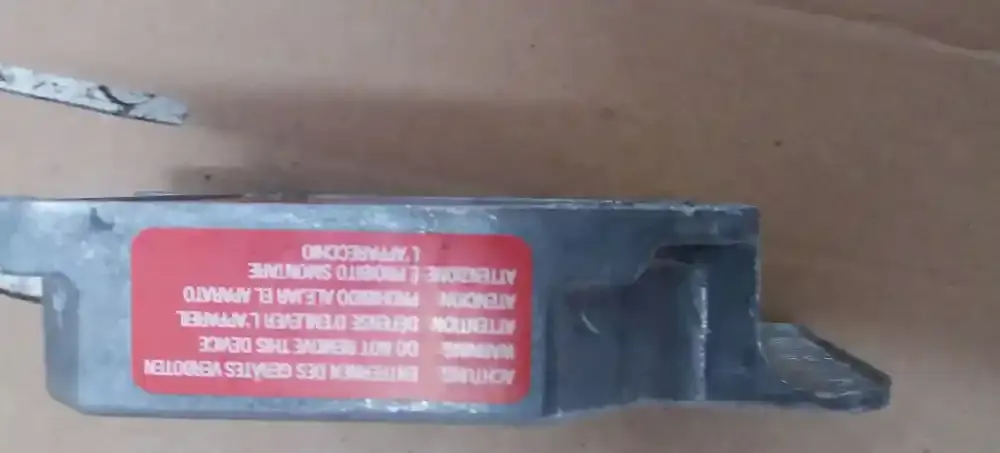 ACHTUNG: ENTFERNEN DES GERÄTES VERBOTEN
WARNING: DO NOT REMOVE THIS DEVICE
ATTENTION: DEFENSE D'ENLEVER L'APPAREIL
ATENCION: PROHIBIDO ALEJAR EL APARATO
ATTENZIONE: È PROIBITO SMONTARE
L'APPARECCHIO